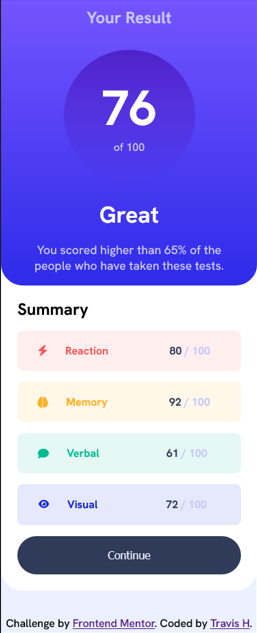 Your Result
76
of 100
Great
You scored higher than 65% of the
people who have taken these tests.
Summary
Reaction 80 / 100
Memory 92 / 100
Verbal 61 / 100
Visual 72 / 100
Continue
Challenge by Frontend Mentor. Coded by Travis H.